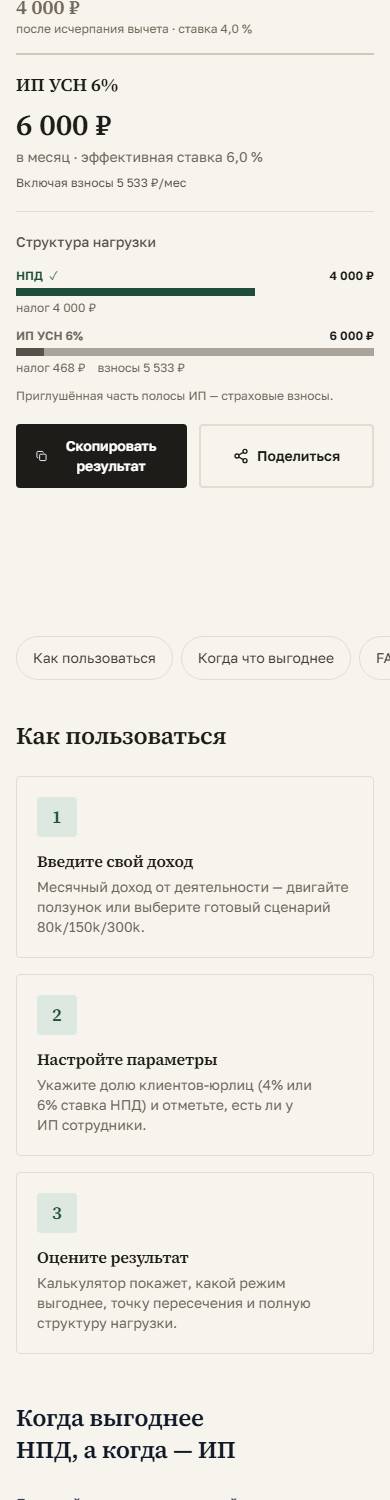 4 000 ₽
после исчерпания вычета · ставка 4,0 %
ИП УСН 6%
6 000 ₽
в месяц · эффективная ставка 6,0 %
Включая взносы 5 533 ₽/мес
Структура нагрузки
НПД ✓ 4 000 ₽
налог 4 000 ₽
ИП УСН 6% 6 000 ₽
налог 468 ₽ взносы 5 533 ₽
Приглушённая часть полосы ИП — страховые взносы.
Скопировать
результат
Поделиться
Как пользоваться
Когда что выгоднее
FA
Как пользоваться
1
Введите свой доход
Месячный доход от деятельности — двигайте
ползунок или выберите готовый сценарий
80k/150k/300k.
2
Настройте параметры
Укажите долю клиентов-юрлиц (4% или
6% ставка НПД) и отметьте, есть ли у
ИП сотрудники.
3
Оцените результат
Калькулятор покажет, какой режим
выгоднее, точку пересечения и полную
структуру нагрузки.
Когда выгоднее
НПД, а когда — ИП